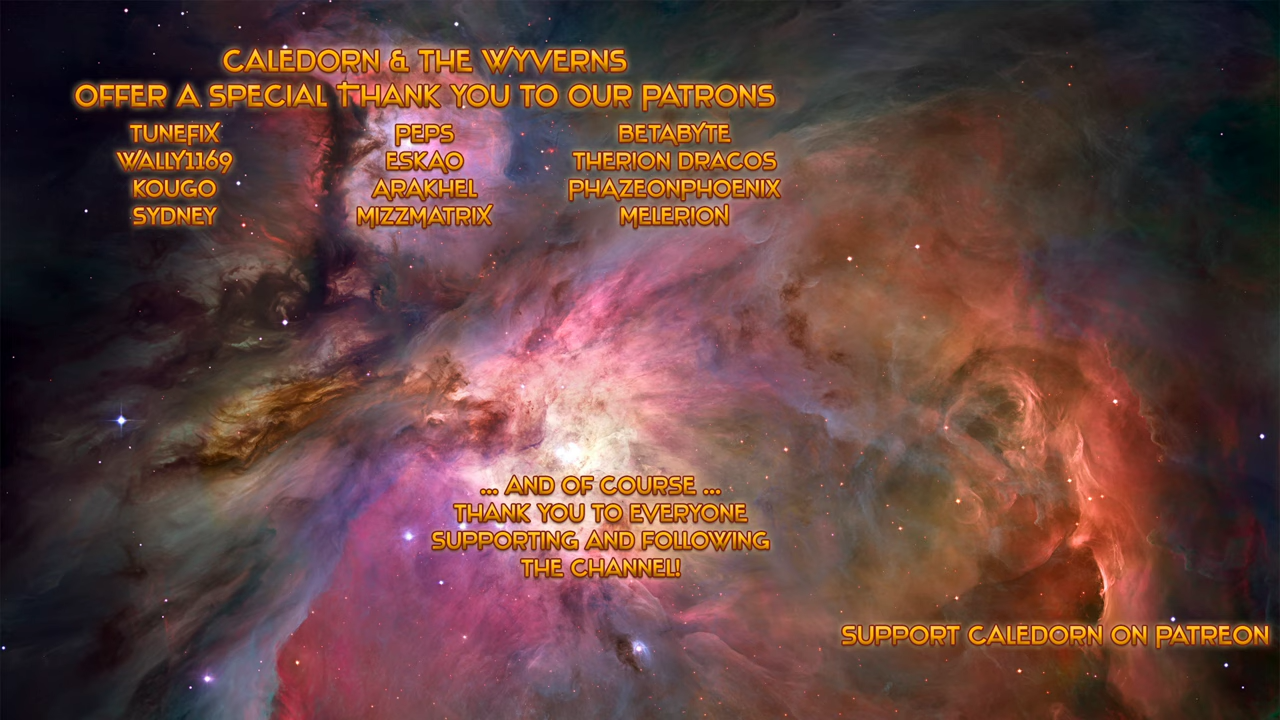 CALEDORN & THE WYVERNS
OFFER A SPECIAL THANK YOU TO OUR PATRONS
TUNEFIX PEPS BETABYTE
WALLY1169 ESKAO THERION DRACOS
KOUGO ARAKHEL PHAZEONPHOENIX
SYDNEY MIZZMATRIX MELERION
... AND OF COURSE ...
THANK YOU TO EVERYONE
SUPPORTING AND FOLLOWING
THE CHANNEL!
SUPPORT CALEDORN ON PATREON